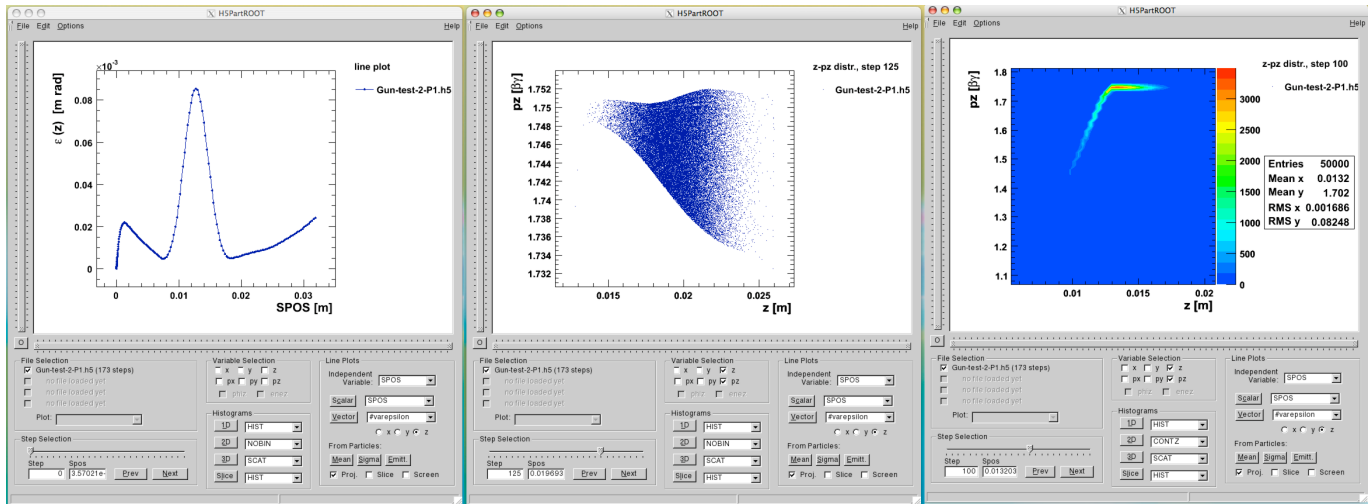 H5PartROOT
File Edit Options Help
×10⁻³
line plot
Gun-test-2-P1.h5
ε (z) [m rad]
0.08
0.06
0.04
0.02
0
0 0.01 0.02 0.03
SPOS [m]
File Selection
Gun-test-2-P1.h5 (173 steps)
no file loaded yet
no file loaded yet
no file loaded yet
Plot:
Step Selection
Step Spos
0 3.57021e- Prev Next
Variable Selection
x y z
px py pz
phiz enez
Histograms
1D HIST
2D NOBIN
3D SCAT
Slice HIST
Line Plots
Independent
Variable: SPOS
Scalar SPOS
Vector #varepsilon
x y z
From Particles:
Mean Sigma Emitt.
Proj. Slice Screen
H5PartROOT
File Edit Options Help
z-pz distr., step 125
Gun-test-2-P1.h5
pz [βγ]
1.752
1.75
1.748
1.746
1.744
1.742
1.74
1.738
1.736
1.734
1.732
0.015 0.02 0.025
z [m]
File Selection
Gun-test-2-P1.h5 (173 steps)
no file loaded yet
no file loaded yet
no file loaded yet
Plot:
Step Selection
Step Spos
125 0.019693 Prev Next
Variable Selection
x y z
px py pz
phiz enez
Histograms
1D HIST
2D NOBIN
3D SCAT
Slice HIST
Line Plots
Independent
Variable: SPOS
Scalar SPOS
Vector #varepsilon
x y z
From Particles:
Mean Sigma Emitt.
Proj. Slice Screen
H5PartROOT
File Edit Options Help
z-pz distr., step 100
Gun-test-2-P1.h5
pz [βγ]
1.8
1.7
1.6
1.5
1.4
1.3
1.2
1.1
0.01 0.015 0.02
z [m]
3000
2500
2000
1500
1000
500
0
Entries 50000
Mean x 0.0132
Mean y 1.702
RMS x 0.001686
RMS y 0.08248
File Selection
Gun-test-2-P1.h5 (173 steps)
no file loaded yet
no file loaded yet
no file loaded yet
Plot:
Step Selection
Step Spos
100 0.013203 Prev Next
Variable Selection
x y z
px py pz
phiz enez
Histograms
1D HIST
2D CONTZ
3D SCAT
Slice HIST
Line Plots
Independent
Variable: SPOS
Scalar SPOS
Vector #varepsilon
x y z
From Particles:
Mean Sigma Emitt.
Proj. Slice Screen